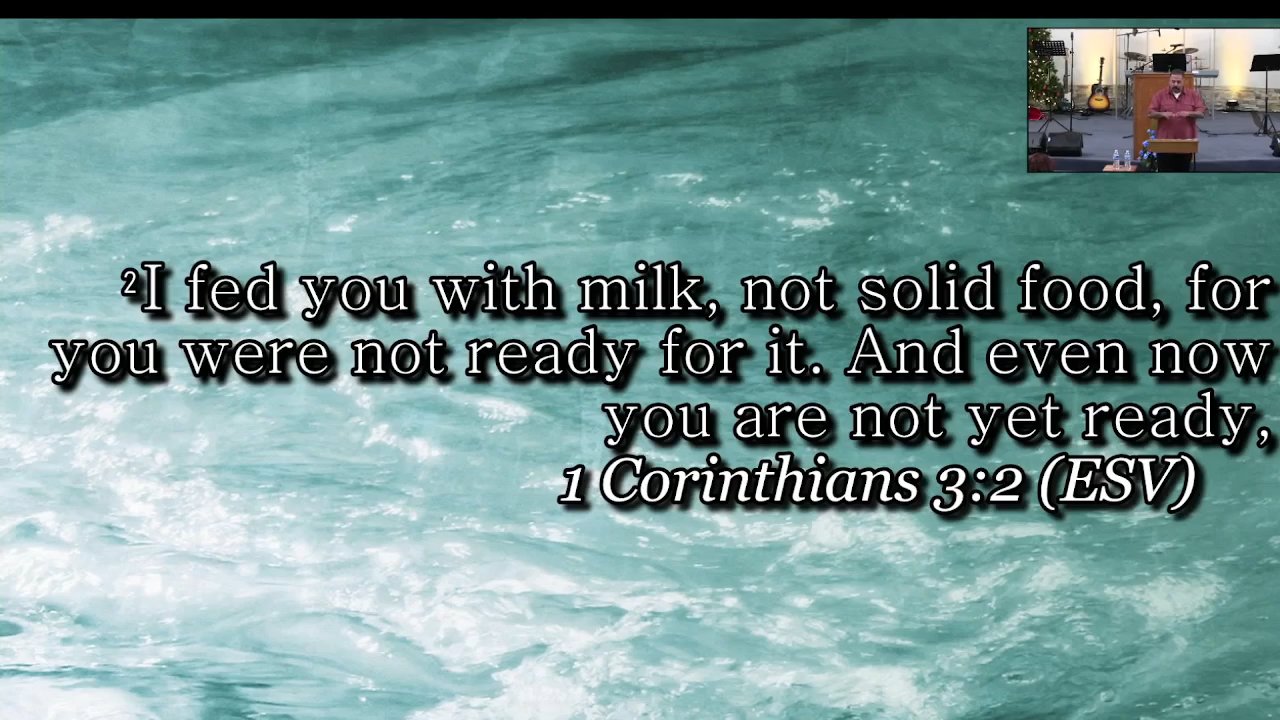 ²I fed you with milk, not solid food, for
you were not ready for it. And even now
you are not yet ready,
1 Corinthians 3:2 (ESV)